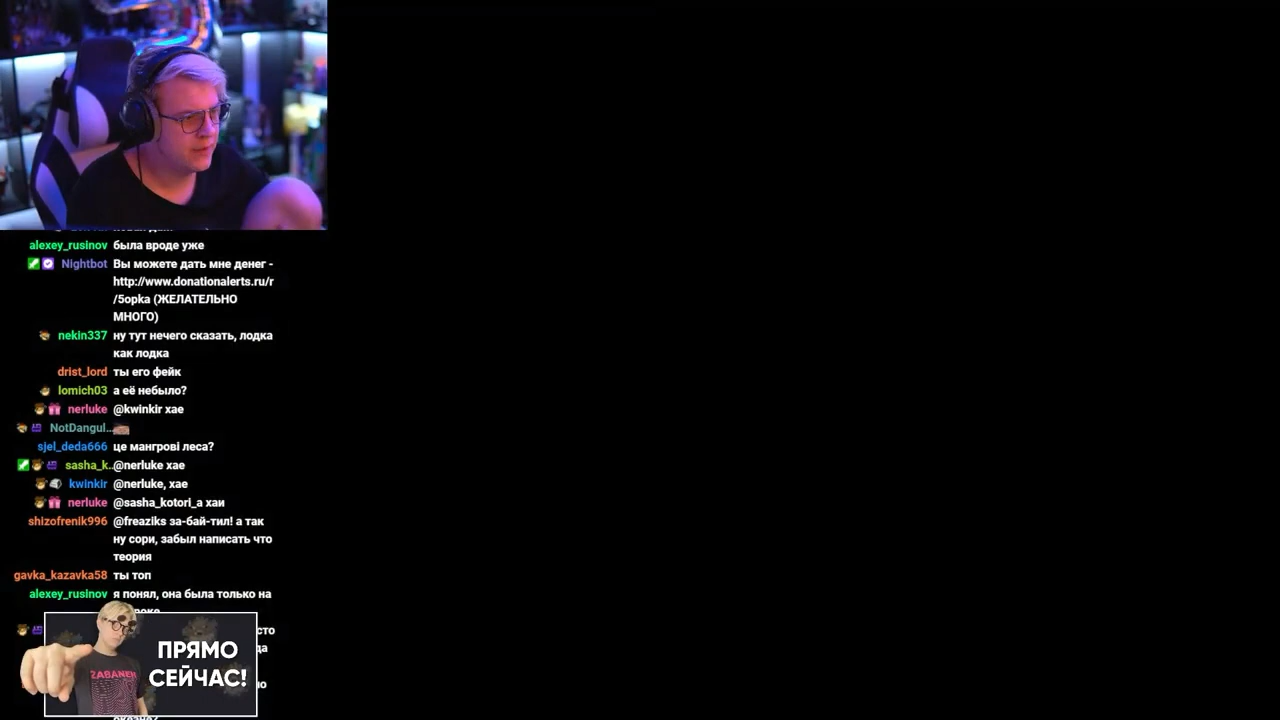 alexey_rusinov была вроде уже
Nightbot Вы можете дать мне денег -
http://www.donationalerts.ru/r
/5opka (ЖЕЛАТЕЛЬНО
МНОГО)
nekin337 ну тут нечего сказать, лодка
как лодка
drist_lord ты его фейк
lomich03 а её небыло?
nerluke @kwinkir хае
NotDangul...
sjel_deda666 це мангрові леса?
sasha_k.. @nerluke хае
kwinkir @nerluke, хае
nerluke @sasha_kotori_a хаи
shizofrenik996 @freaziks за-бай-тил! а так
ну сори, забыл написать что
теория
gavka_kazavka58 ты топ
alexey_rusinov я понял, она была только на
ПРЯМО
СЕЙЧАС!
ZABANEN